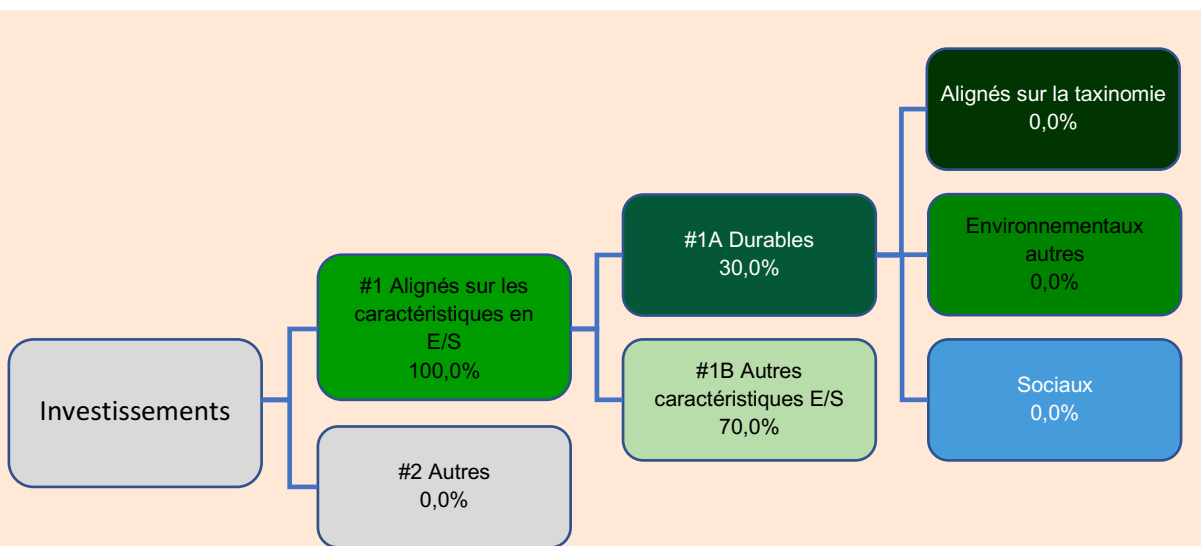 Investissements
#1 Alignés sur les
caractéristiques en
E/S
100,0%
#2 Autres
0,0%
#1A Durables
30,0%
#1B Autres
caractéristiques E/S
70,0%
Alignés sur la taxinomie
0,0%
Environnementaux
autres
0,0%
Sociaux
0,0%